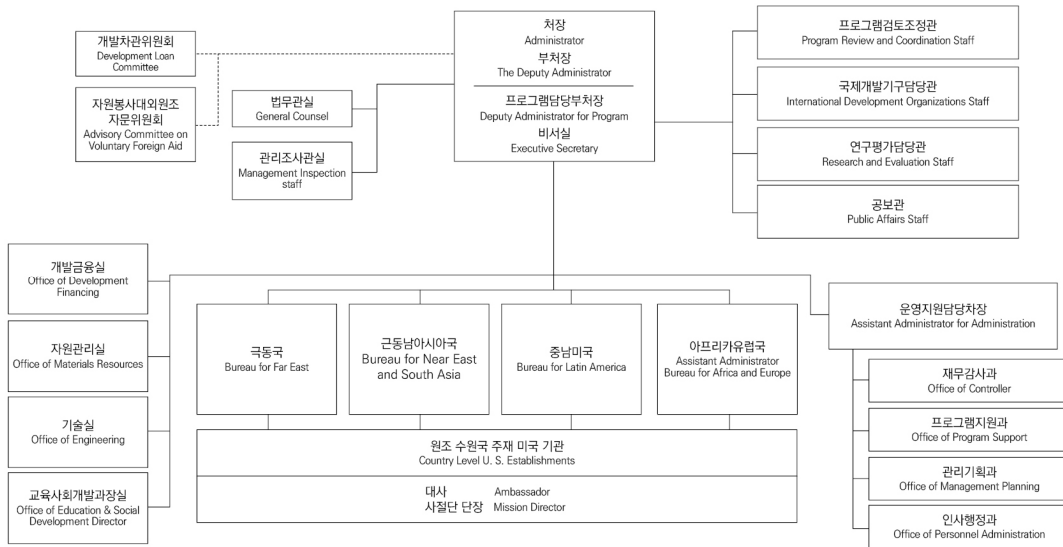 개발차관위원회
Development Loan
Committee
자원봉사대외원조
자문위원회
Advisory Committee on
Voluntary Foreign Aid
법무관실
General Counsel
관리조사관실
Management Inspection
staff
처장
Administrator
부처장
The Deputy Administrator
프로그램담당부처장
Deputy Administrator for Program
비서실
Executive Secretary
프로그램검토조정관
Program Review and Coordination Staff
국제개발기구담당관
International Development Organizations Staff
연구평가담당관
Research and Evaluation Staff
공보관
Public Affairs Staff
개발금융실
Office of Development
Financing
자원관리실
Office of Materials Resources
기술실
Office of Engineering
교육사회개발과장실
Office of Education & Social
Development Director
극동국
Bureau for Far East
근동남아시아국
Bureau for Near East
and South Asia
중남미국
Bureau for Latin America
아프리카유럽국
Assistant Administrator
Bureau for Africa and Europe
원조 수원국 주재 미국 기관
Country Level U. S. Establishments
대사 Ambassador
사절단 단장 Mission Director
운영지원담당차장
Assistant Administrator for Administration
재무감사과
Office of Controller
프로그램지원과
Office of Program Support
관리기획과
Office of Management Planning
인사행정과
Office of Personnel Administration